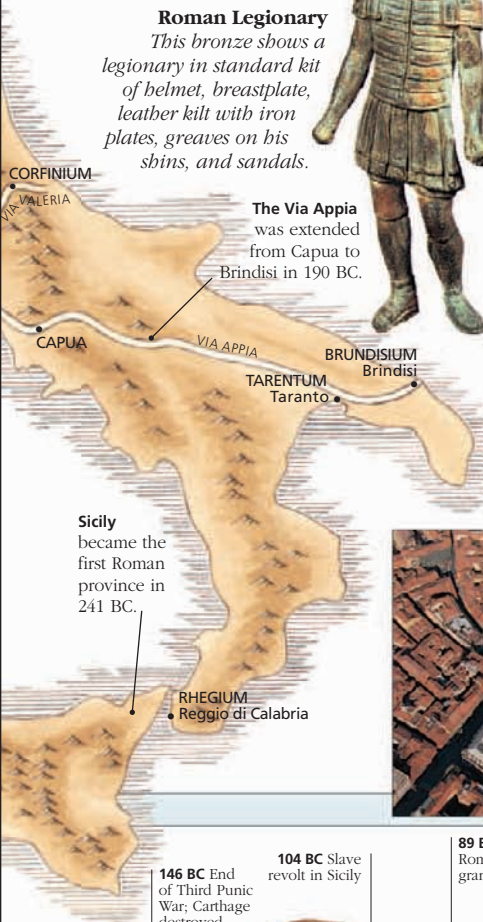 Roman Legionary
This bronze shows a
legionary in standard kit
of helmet, breastplate,
leather kilt with iron
plates, greaves on his
shins, and sandals.
CORFINIUM
VIA VALERIA
The Via Appia
was extended
from Capua to
Brindisi in 190 BC.
CAPUA
VIA APPIA
BRUNDISIUM
Brindisi
TARENTUM
Taranto
Sicily
became the
first Roman
province in
241 BC.
RHEGIUM
Reggio di Calabria
146 BC End
of Third Punic
War; Carthage
destroyed
104 BC Slave
revolt in Sicily
89